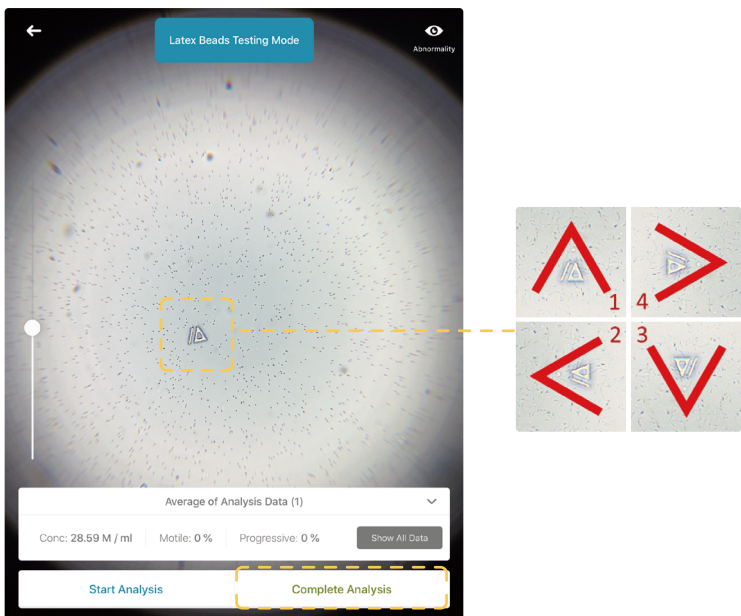 Latex Beads Testing Mode
Abnormality
1
4
2
3
Average of Analysis Data (1)
Conc: 28.59 M / ml
Motile: 0 %
Progressive: 0 %
Show All Data
Start Analysis
Complete Analysis